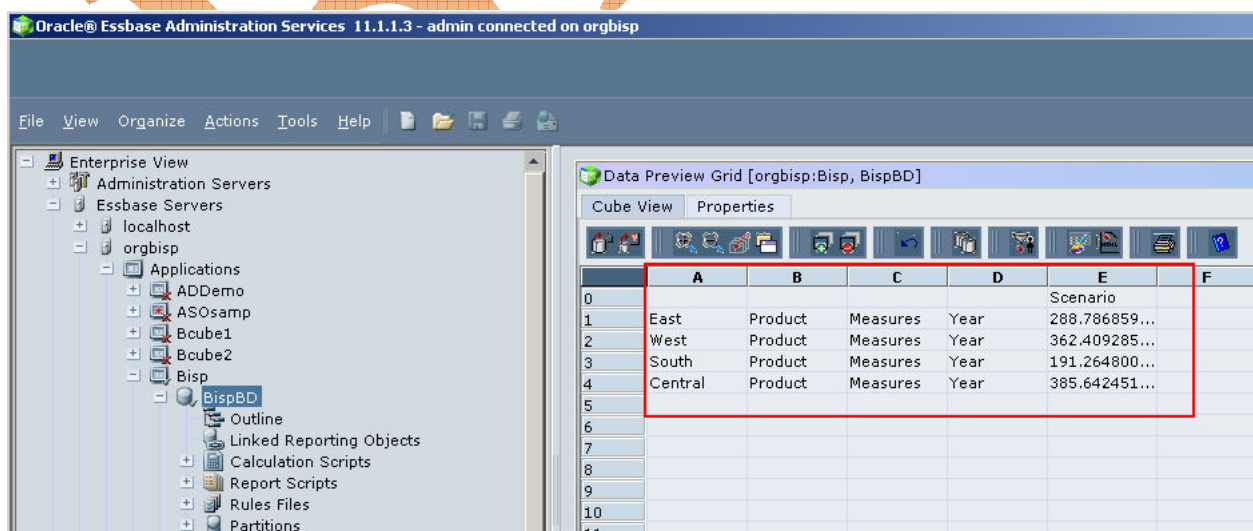 Oracle® Essbase Administration Services 11.1.1.3 - admin connected on orgbisp
File View Organize Actions Tools Help
Enterprise View
Administration Servers
Essbase Servers
localhost
orgbisp
Applications
ADDemo
ASOsamp
Bcube1
Bcube2
Bisp
BispBD
Outline
Linked Reporting Objects
Calculation Scripts
Report Scripts
Rules Files
Partitions
Data Preview Grid [orgbisp:Bisp, BispBD]
Cube View Properties
A B C D E F
0 Scenario
1 East Product Measures Year 288.786859...
2 West Product Measures Year 362.409285...
3 South Product Measures Year 191.264800...
4 Central Product Measures Year 385.642451...
5
6
7
8
9
10
11